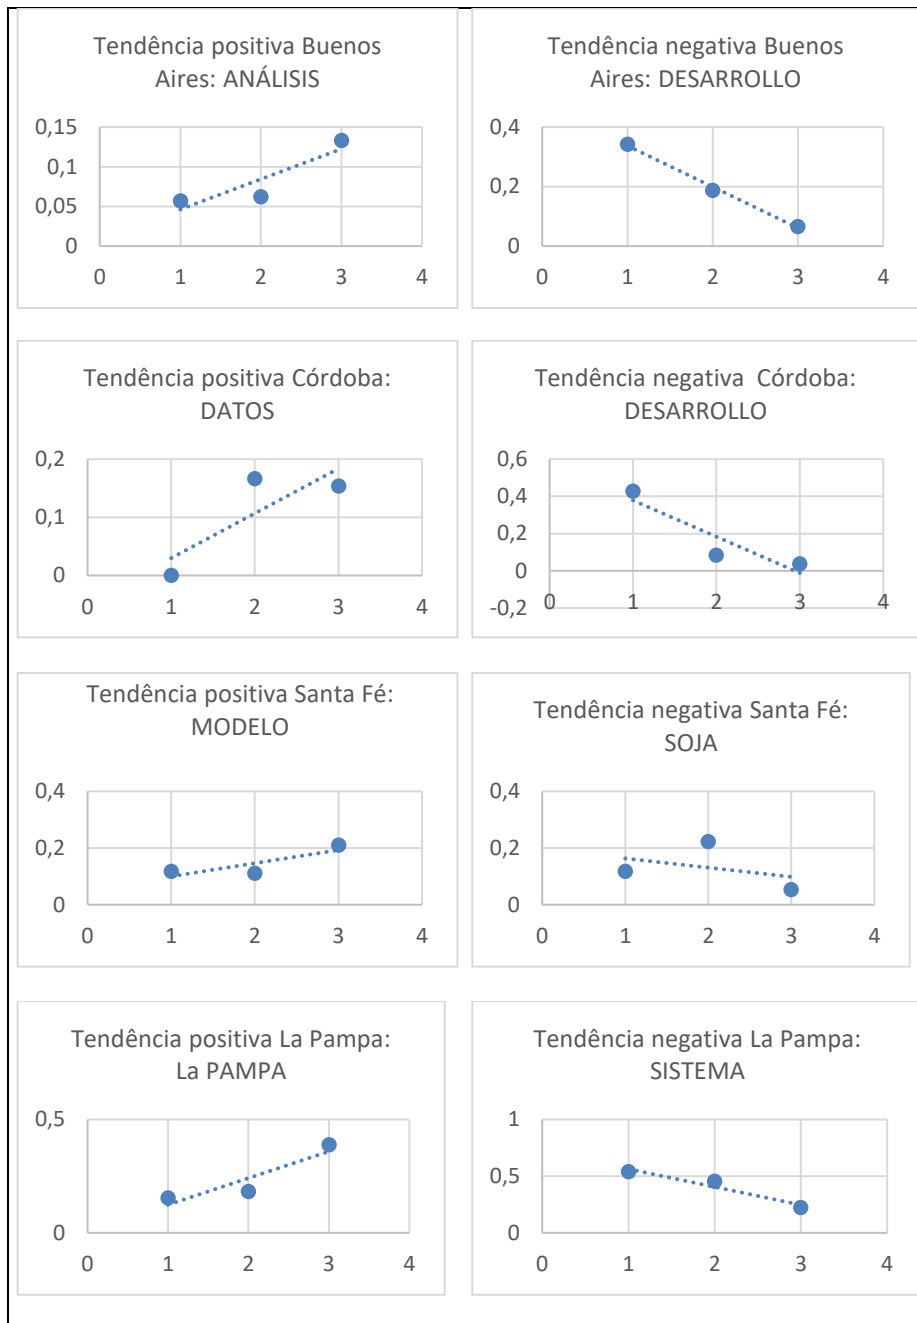 Tendência positiva Buenos
Aires: ANÁLISIS
0,15
0,1
0,05
0
0 1 2 3 4
Tendência negativa Buenos
Aires: DESARROLLO
0,4
0,2
0
0 1 2 3 4
Tendência positiva Córdoba:
DATOS
0,2
0,1
0
0 1 2 3 4
Tendência negativa Córdoba:
DESARROLLO
0,6
0,4
0,2
0
-0,2
0 1 2 3 4
Tendência positiva Santa Fé:
MODELO
0,4
0,2
0
0 1 2 3 4
Tendência negativa Santa Fé:
SOJA
0,4
0,2
0
0 1 2 3 4
Tendência positiva La Pampa:
La PAMPA
0,5
0
0 1 2 3 4
Tendência negativa La Pampa:
SISTEMA
1
0,5
0
0 1 2 3 4